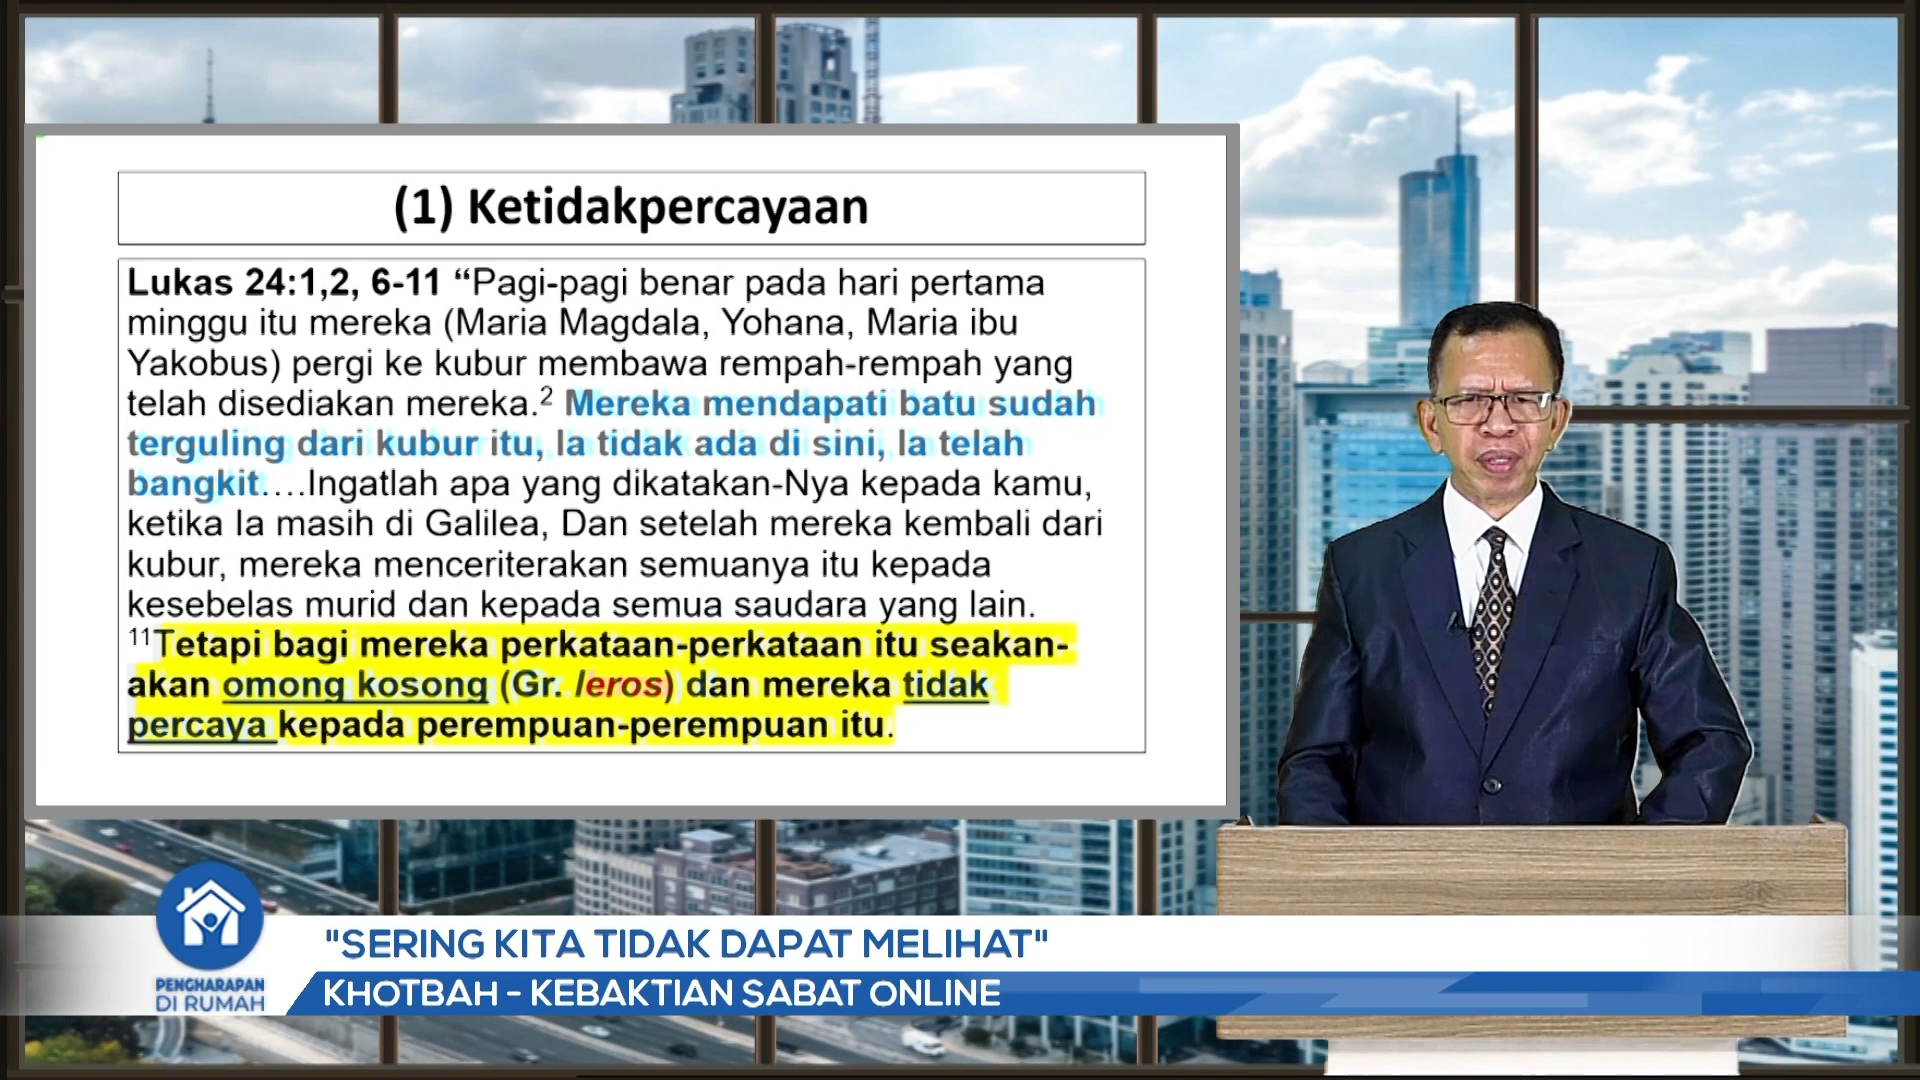 (1) Ketidakpercayaan
Lukas 24:1,2, 6-11 “Pagi-pagi benar pada hari pertama
minggu itu mereka (Maria Magdala, Yohana, Maria ibu
Yakobus) pergi ke kubur membawa rempah-rempah yang
telah disediakan mereka.² Mereka mendapati batu sudah
terguling dari kubur itu, Ia tidak ada di sini, Ia telah
bangkit….Ingatlah apa yang dikatakan-Nya kepada kamu,
ketika Ia masih di Galilea, Dan setelah mereka kembali dari
kubur, mereka menceriterakan semuanya itu kepada
kesebelas murid dan kepada semua saudara yang lain.
¹¹Tetapi bagi mereka perkataan-perkataan itu seakan-
akan omong kosong (Gr. leros) dan mereka tidak
percaya kepada perempuan-perempuan itu.
"SERING KITA TIDAK DAPAT MELIHAT"
KHOTBAH - KEBAKTIAN SABAT ONLINE
PENGHARAPAN
DI RUMAH